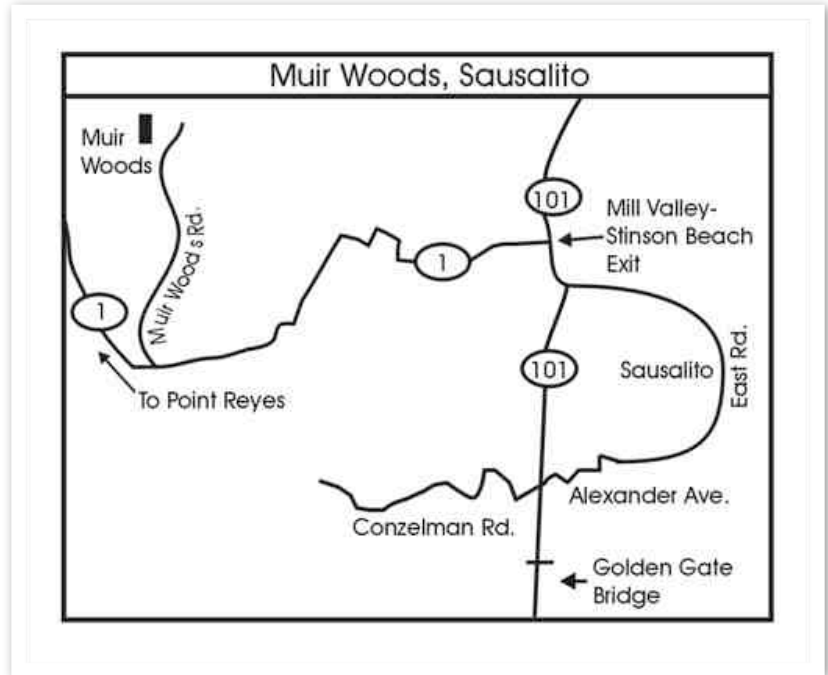 Muir Woods, Sausalito
Muir
Woods
Muir Woods Rd.
1
To Point Reyes
1
101
Mill Valley-
Stinson Beach
Exit
101
Sausalito
East Rd.
Alexander Ave.
Conzelman Rd.
Golden Gate
Bridge